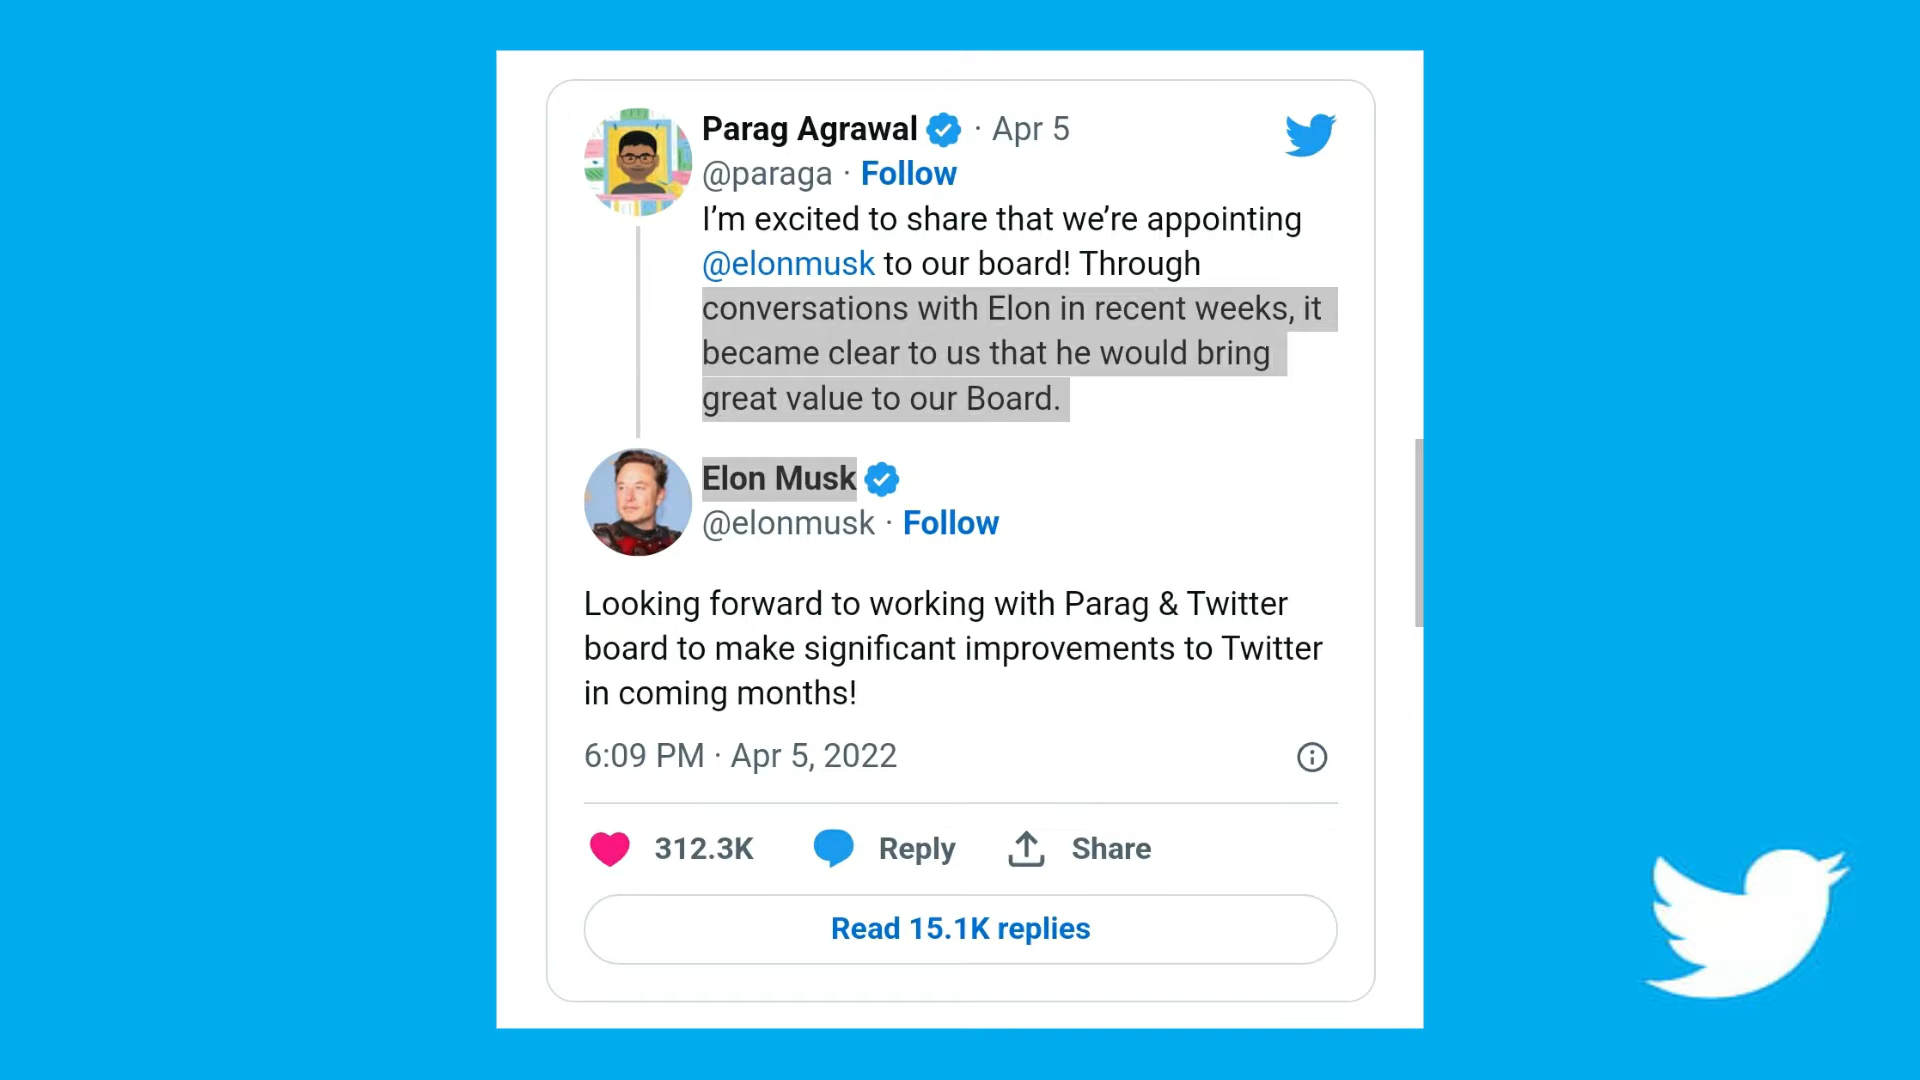 Parag Agrawal · Apr 5
@paraga · Follow
I’m excited to share that we’re appointing
@elonmusk to our board! Through
conversations with Elon in recent weeks, it
became clear to us that he would bring
great value to our Board.
Elon Musk
@elonmusk · Follow
Looking forward to working with Parag & Twitter
board to make significant improvements to Twitter
in coming months!
6:09 PM · Apr 5, 2022
312.3K Reply Share
Read 15.1K replies